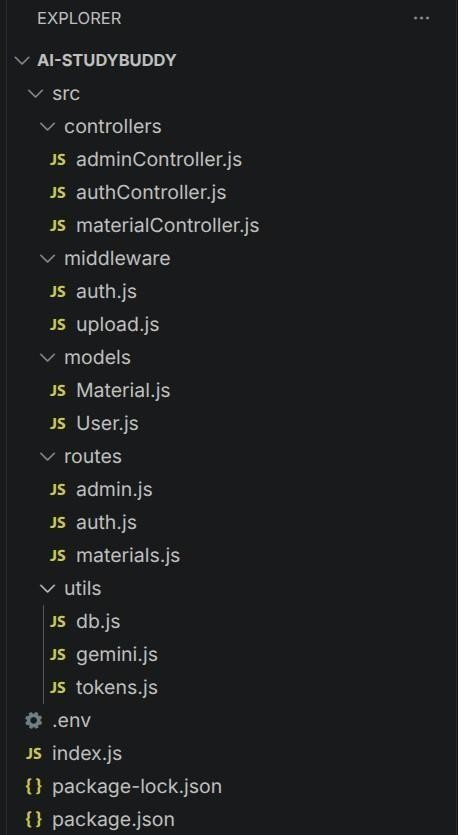 EXPLORER ...
AI-STUDYBUDDY
src
controllers
JS adminController.js
JS authController.js
JS materialController.js
middleware
JS auth.js
JS upload.js
models
JS Material.js
JS User.js
routes
JS admin.js
JS auth.js
JS materials.js
utils
JS db.js
JS gemini.js
JS tokens.js
.env
JS index.js
{} package-lock.json
{} package.json